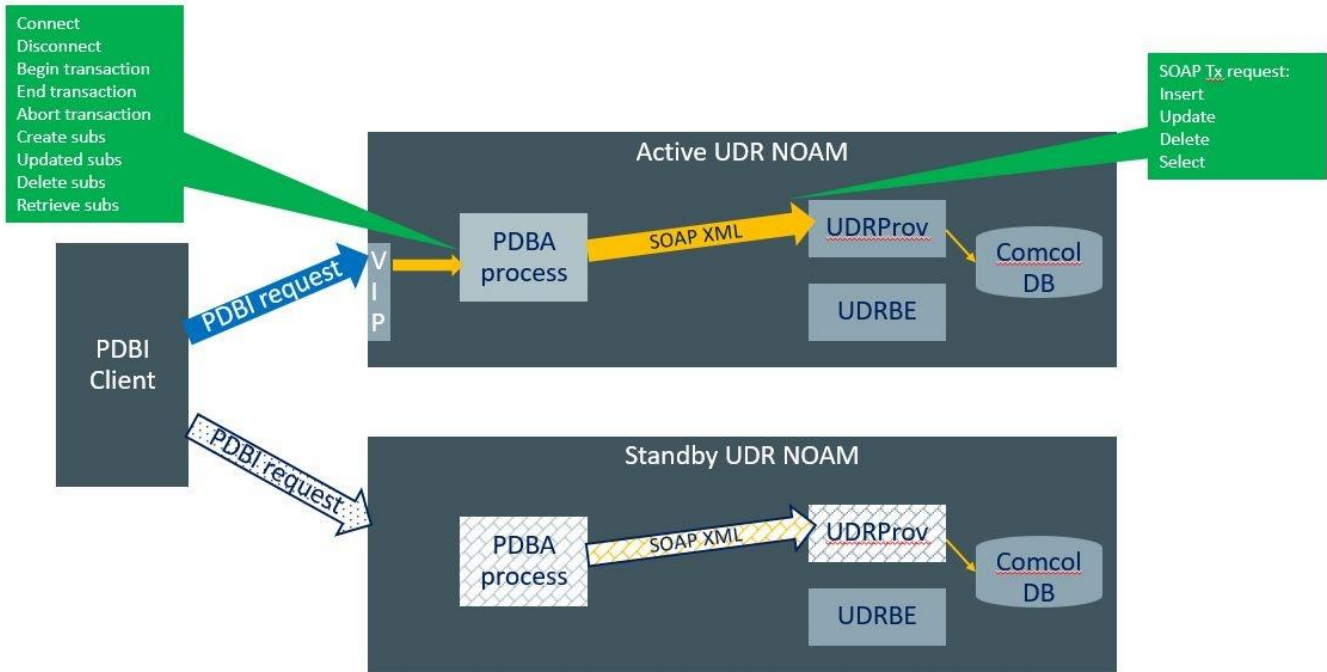 Connect
Disconnect
Begin transaction
End transaction
Abort transaction
Create subs
Updated subs
Delete subs
Retrieve subs
SOAP Tx request:
Insert
Update
Delete
Select
Active UDR NOAM
PDBI
Client
PDBI request
V
I
P
PDBA
process
SOAP XML
UDRProv
UDRBE
Comcol
DB
PDBI request
Standby UDR NOAM
PDBA
process
SOAP XML
UDRProv
UDRBE
Comcol
DB